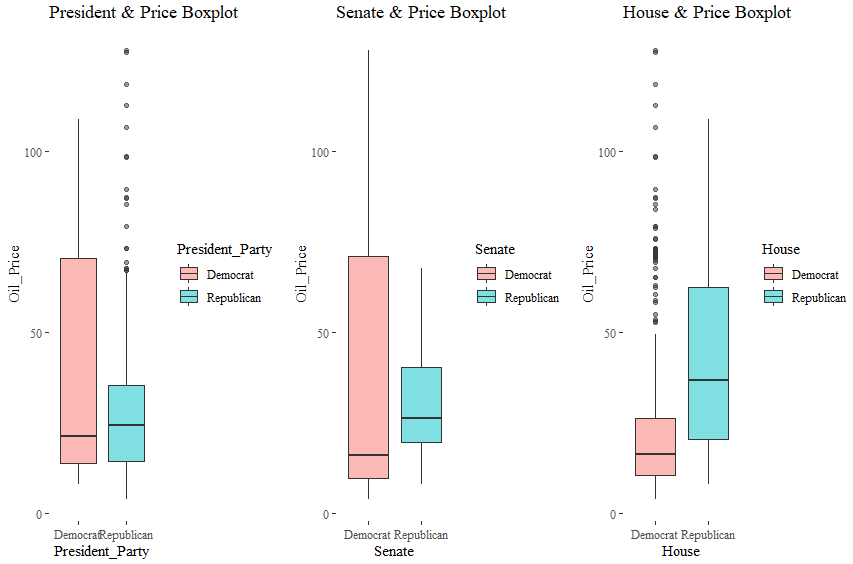 President & Price Boxplot
Oil_Price
100
50
0
Democrat
Republican
President_Party
President_Party
Democrat
Republican
Senate & Price Boxplot
Oil_Price
100
50
0
Democrat
Republican
Senate
Senate
Democrat
Republican
House & Price Boxplot
Oil_Price
100
50
0
Democrat
Republican
House
House
Democrat
Republican